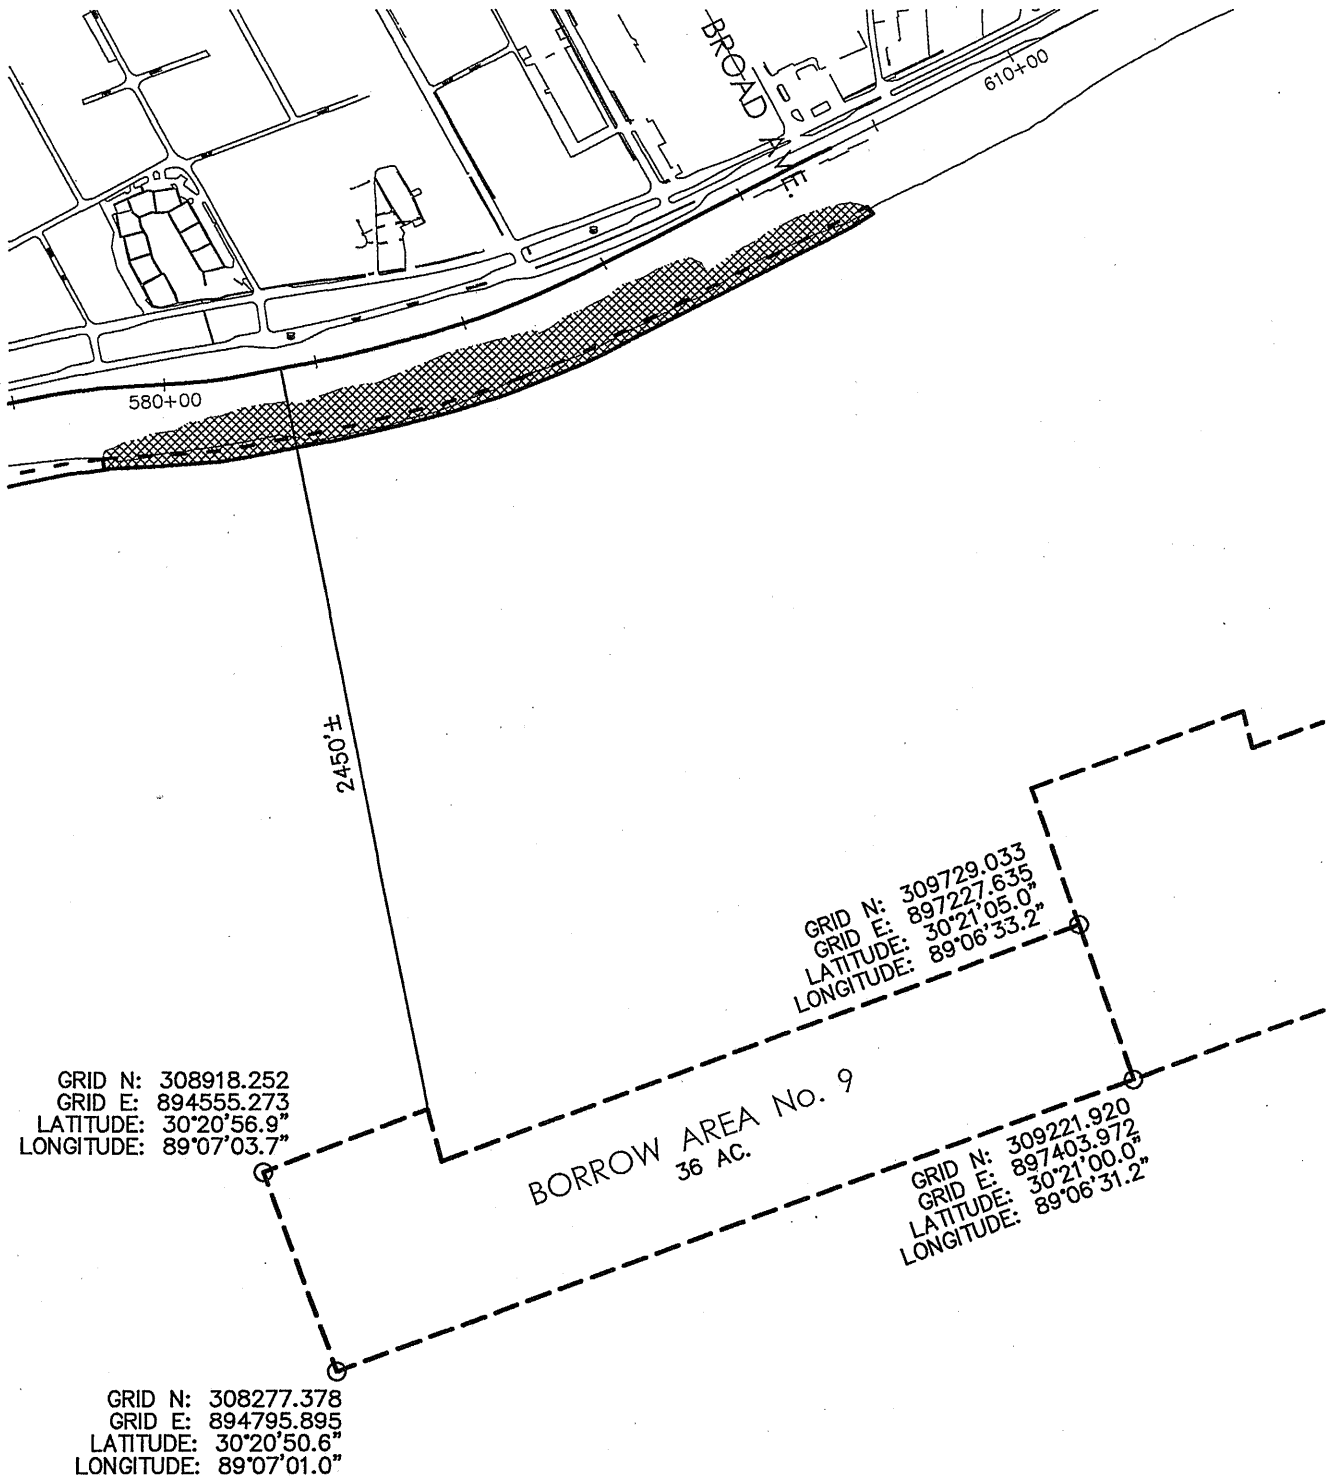 BROAD AVE.
610+00
580+00
2450'±
GRID N: 309729.033
GRID E: 897227.635
LATITUDE: 30°21'05.0"
LONGITUDE: 89°06'33.2"
GRID N: 308918.252
GRID E: 894555.273
LATITUDE: 30°20'56.9"
LONGITUDE: 89°07'03.7"
BORROW AREA No. 9
36 AC.
GRID N: 309221.920
GRID E: 897403.972
LATITUDE: 30°21'00.0"
LONGITUDE: 89°06'31.2"
GRID N: 308277.378
GRID E: 894795.895
LATITUDE: 30°20'50.6"
LONGITUDE: 89°07'01.0"